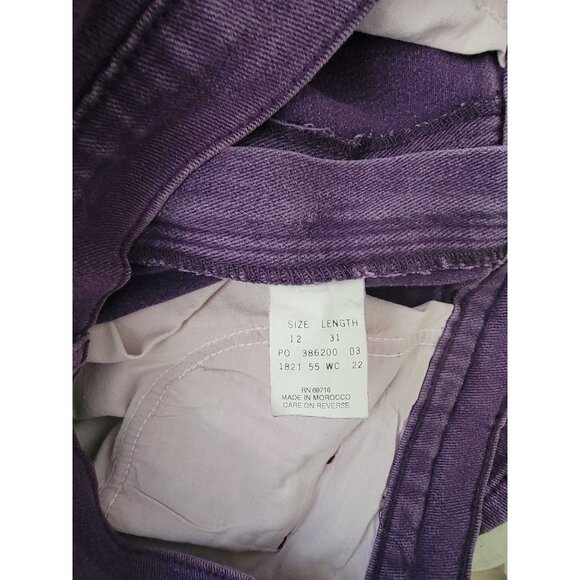 SIZE LENGTH
12 31
PO 386200 03
1821 55 WC 22
RN 69716
MADE IN MOROCCO
CARE ON REVERSE